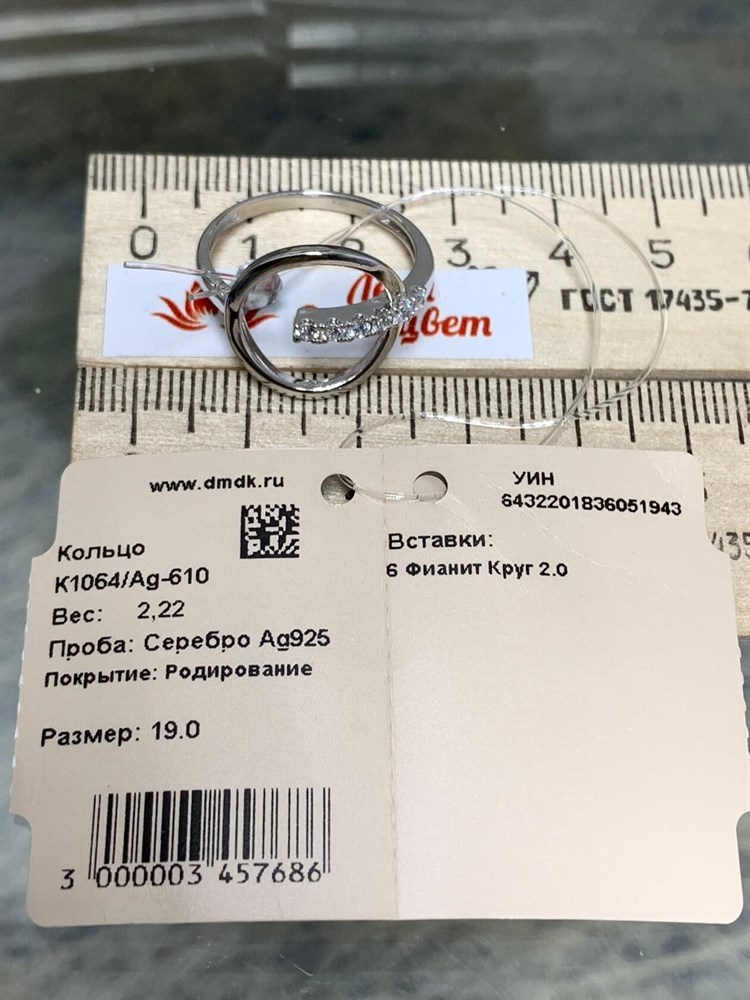 0 1 2 3 4 5
ГОСТ 17435-7
цвет
www.dmdk.ru
Кольцо
К1064/Ag-610
Вес: 2,22
Проба: Серебро Ag925
Покрытие: Родирование
Размер: 19.0
3 000003 457686
УИН
6432201836051943
Вставки:
6 Фианит Круг 2.0